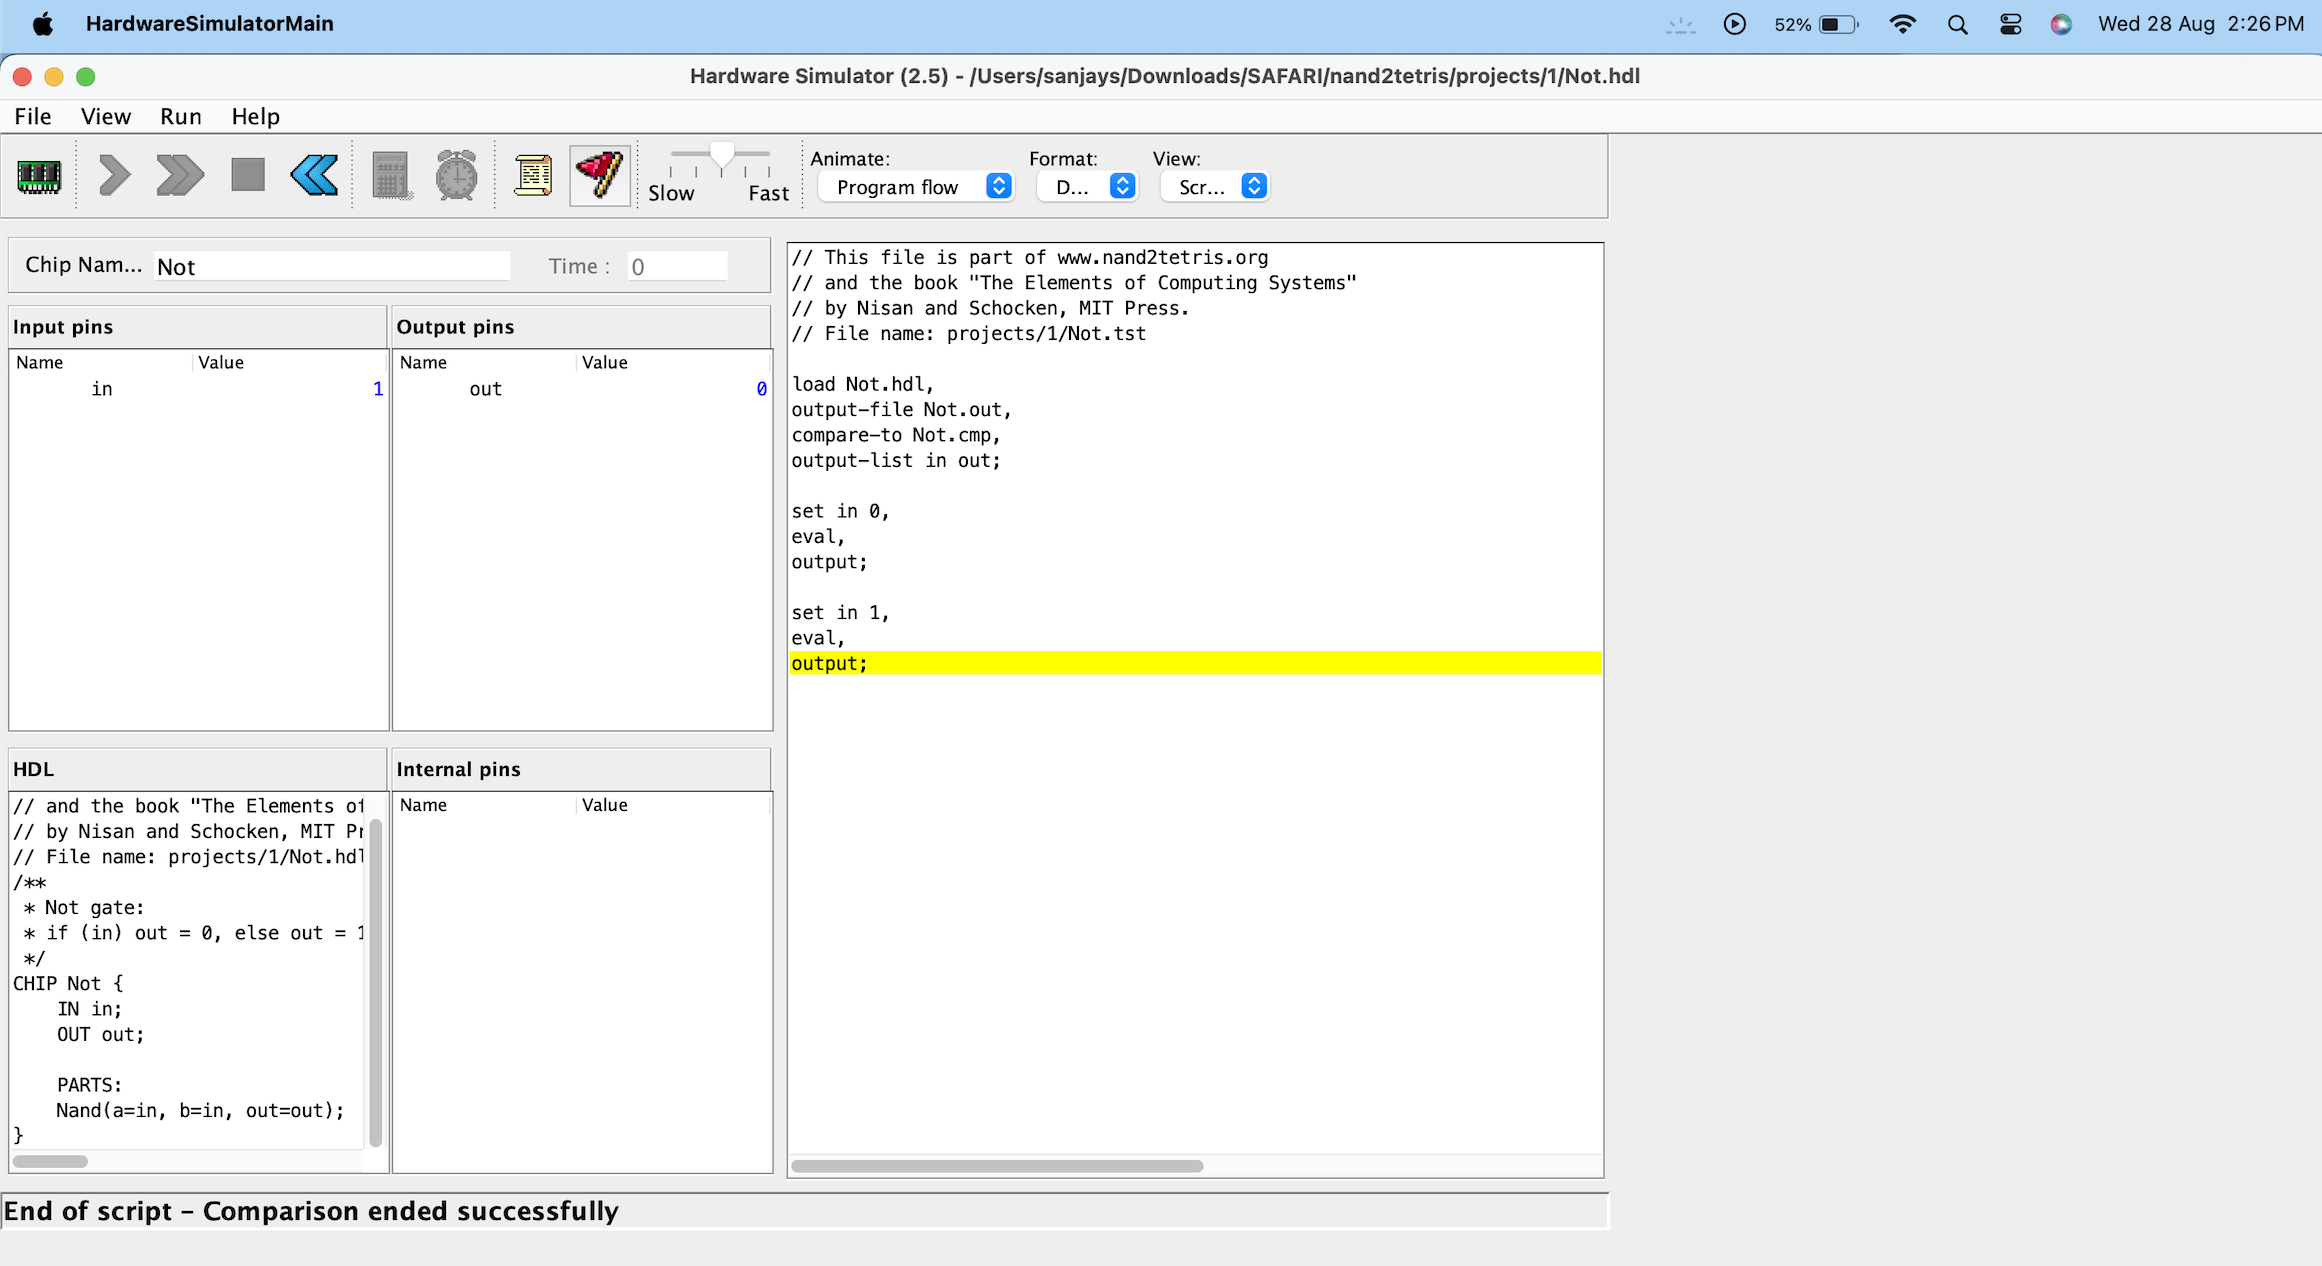 HardwareSimulatorMain
52%
Wed 28 Aug 2:26 PM
Hardware Simulator (2.5) - /Users/sanjays/Downloads/SAFARI/nand2tetris/projects/1/Not.hdl
File View Run Help
Slow Fast
Animate: Format: View:
Program flow D... Scr...
Chip Nam... Not Time : 0
Input pins
Name Value
in 1
Output pins
Name Value
out 0
HDL
// and the book "The Elements of
// by Nisan and Schocken, MIT Pr
// File name: projects/1/Not.hdl
/**
* Not gate:
* if (in) out = 0, else out = 1
*/
CHIP Not {
IN in;
OUT out;
PARTS:
Nand(a=in, b=in, out=out);
}
Internal pins
Name Value
// This file is part of www.nand2tetris.org
// and the book "The Elements of Computing Systems"
// by Nisan and Schocken, MIT Press.
// File name: projects/1/Not.tst
load Not.hdl,
output-file Not.out,
compare-to Not.cmp,
output-list in out;
set in 0,
eval,
output;
set in 1,
eval,
output;
End of script - Comparison ended successfully